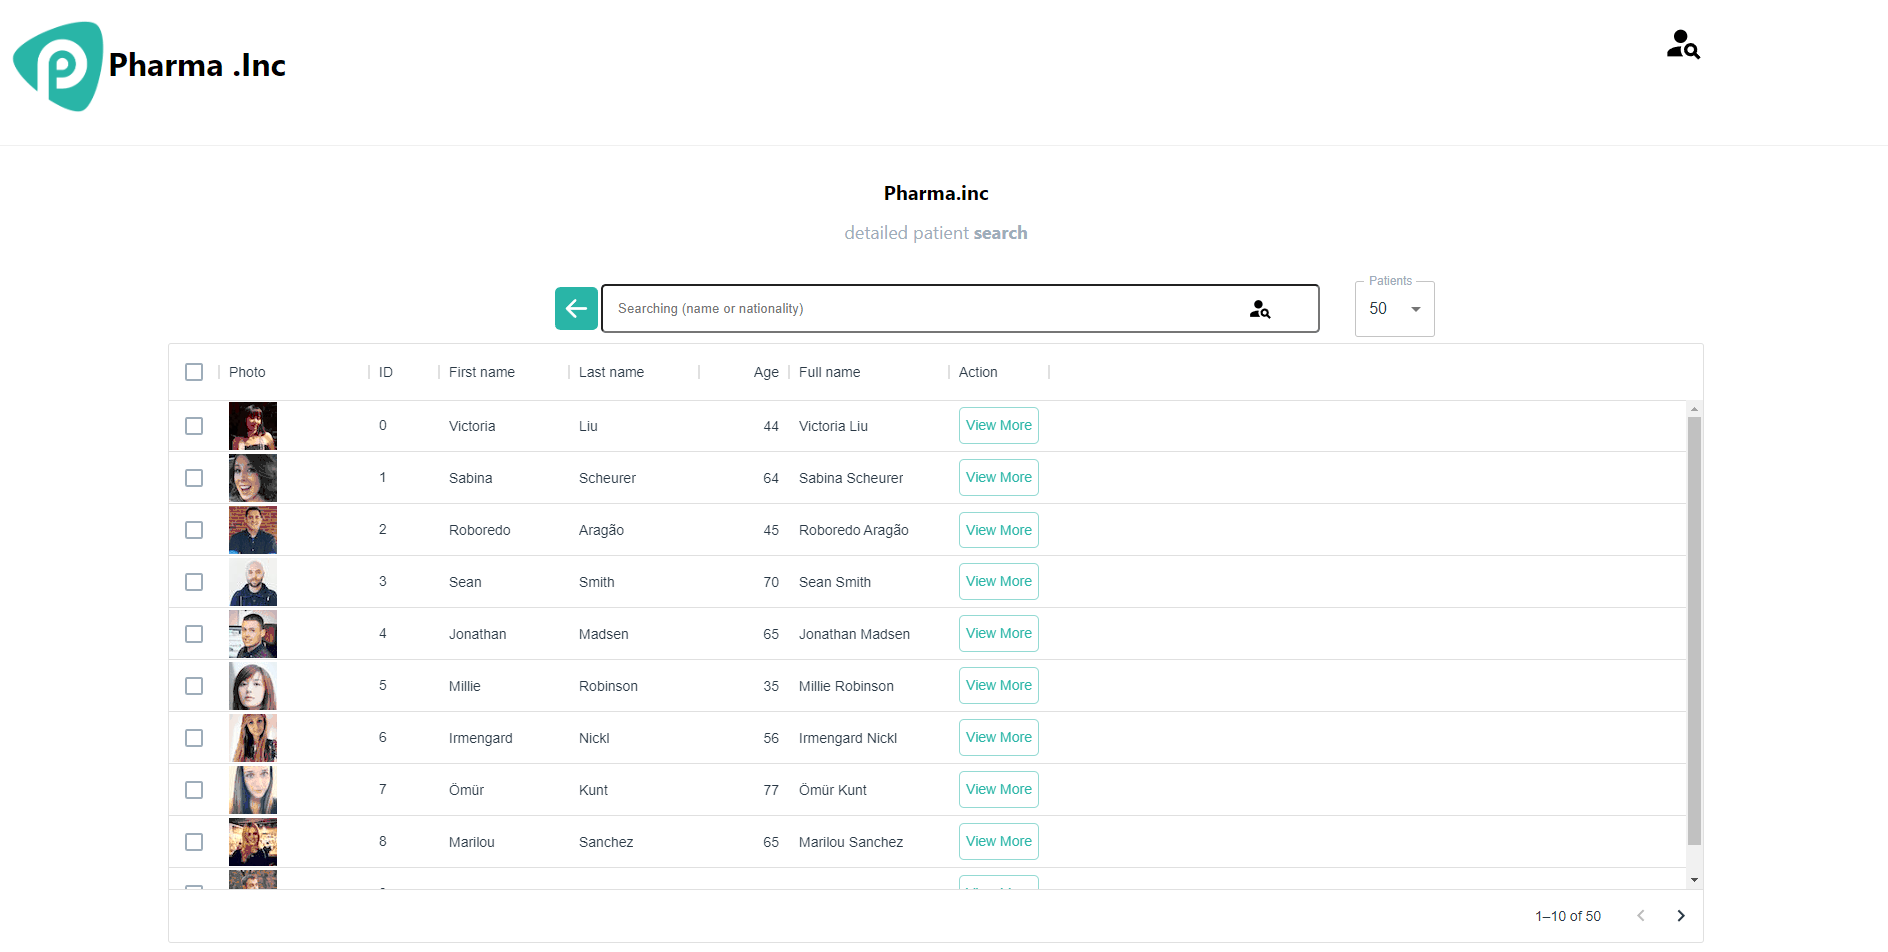 Pharma .Inc
Pharma.inc
detailed patient search
Patients
Searching (name or nationality)
50
Photo ID First name Last name Age Full name Action
0 Victoria Liu 44 Victoria Liu View More
1 Sabina Scheurer 64 Sabina Scheurer View More
2 Roboredo Aragão 45 Roboredo Aragão View More
3 Sean Smith 70 Sean Smith View More
4 Jonathan Madsen 65 Jonathan Madsen View More
5 Millie Robinson 35 Millie Robinson View More
6 Irmengard Nickl 56 Irmengard Nickl View More
7 Ömür Kunt 77 Ömür Kunt View More
8 Marilou Sanchez 65 Marilou Sanchez View More
1–10 of 50